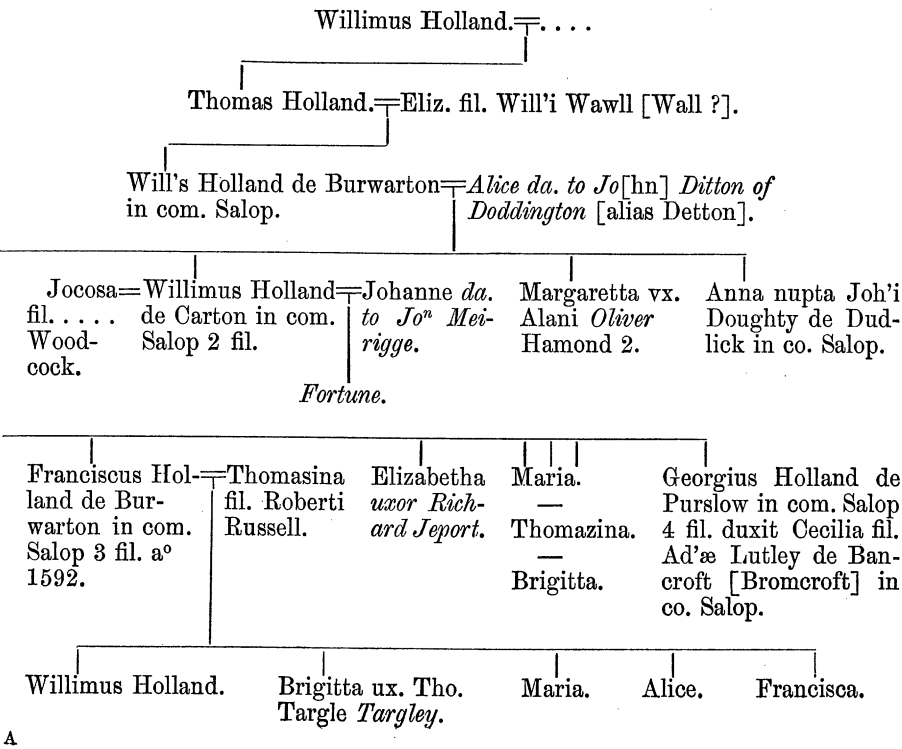 Willimus Holland.=. . . .
Thomas Holland.=Eliz. fil. Will'i Wawll [Wall ?].
Will's Holland de Burwarton=Alice da. to Jo[hn] Ditton of
in com. Salop.
Doddington [alias Detton].
Jocosa=Willimus Holland=Johanne da.
fil. . . . .
de Carton in com.
to Joⁿ Mei-
Wood-
Salop 2 fil.
rigge.
cock.
Fortune.
Margaretta vx.
Alani Oliver
Hamond 2.
Anna nupta Joh'i
Doughty de Dud-
lick in co. Salop.
Franciscus Hol-=Thomasina
land de Bur-
fil. Roberti
warton in com.
Russell.
Salop 3 fil. aº
1592.
Elizabetha
uxor Rich-
ard Jeport.
Maria.
—
Thomazina.
—
Brigitta.
Georgius Holland de
Purslow in com. Salop
4 fil. duxit Cecilia fil.
Ad'æ Lutley de Ban-
croft [Bromcroft] in
co. Salop.
Willimus Holland.
Brigitta ux. Tho.
Targle Targley.
Maria.
Alice.
Francisca.
A